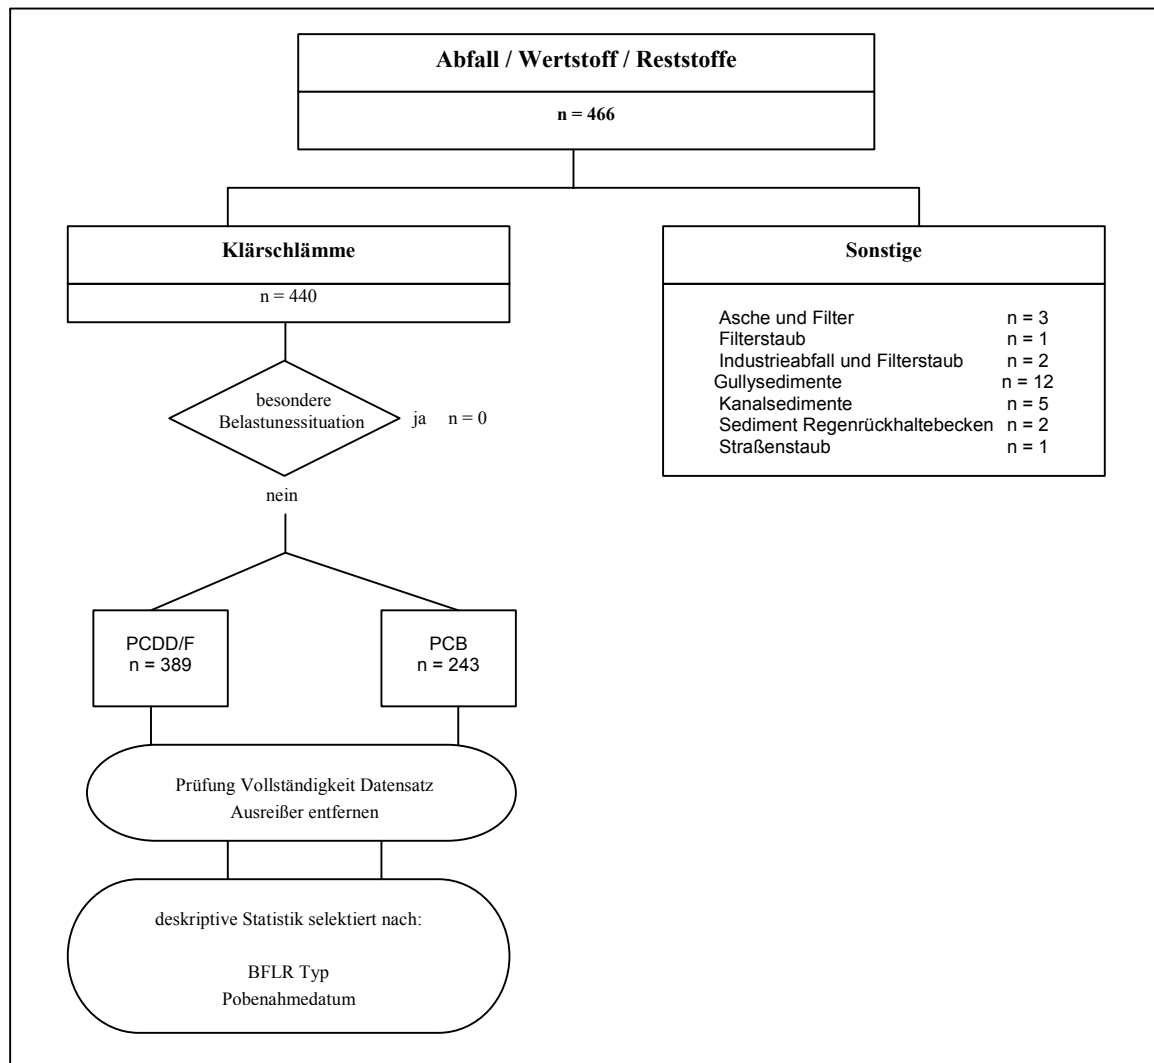 Abfall / Wertstoff / Reststoffe
n = 466
Klärschlämme
n = 440
besondere
Belastungssituation
ja n = 0
nein
PCDD/F
n = 389
PCB
n = 243
Prüfung Vollständigkeit Datensatz
Ausreißer entfernen
deskriptive Statistik selektiert nach:
BFLR Typ
Pobenahmedatum
Sonstige
Asche und Filter n = 3
Filterstaub n = 1
Industrieabfall und Filterstaub n = 2
Gullysedimente n = 12
Kanalsedimente n = 5
Sediment Regenrückhaltebecken n = 2
Straßenstaub n = 1